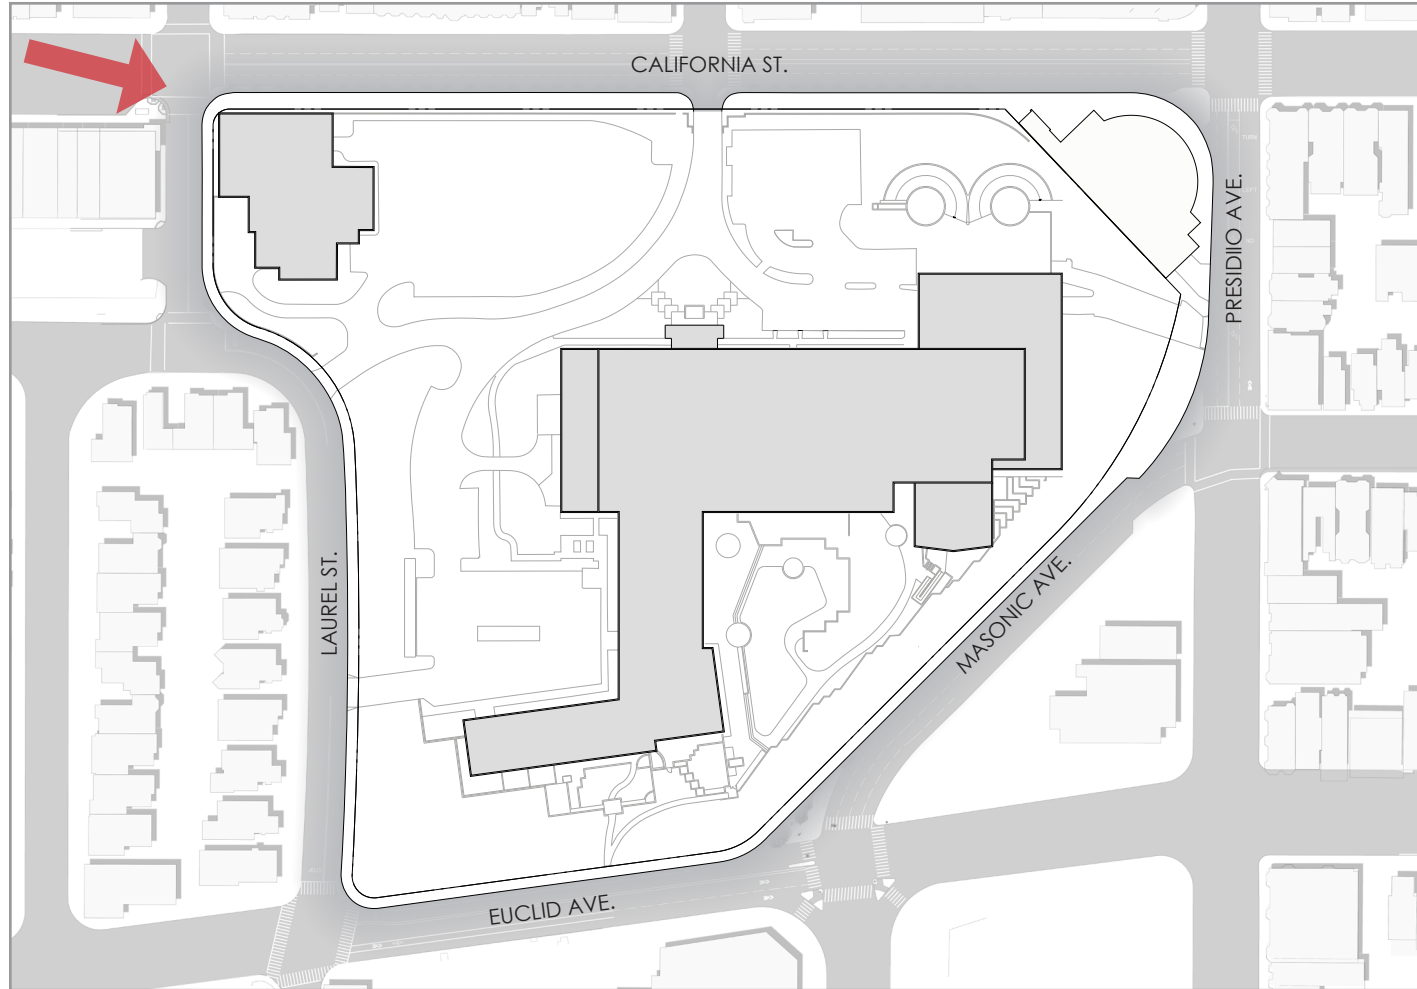 CALIFORNIA ST.
PRESIDIIO AVE.
LAUREL ST.
MASONIC AVE.
EUCLID AVE.